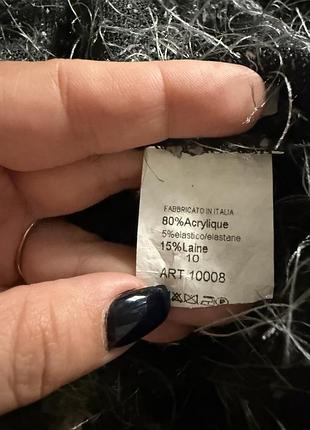 FABBRICATO IN ITALIA
80%Acrylique
5%elastico/elastane
15%Laine
10
ART 10008